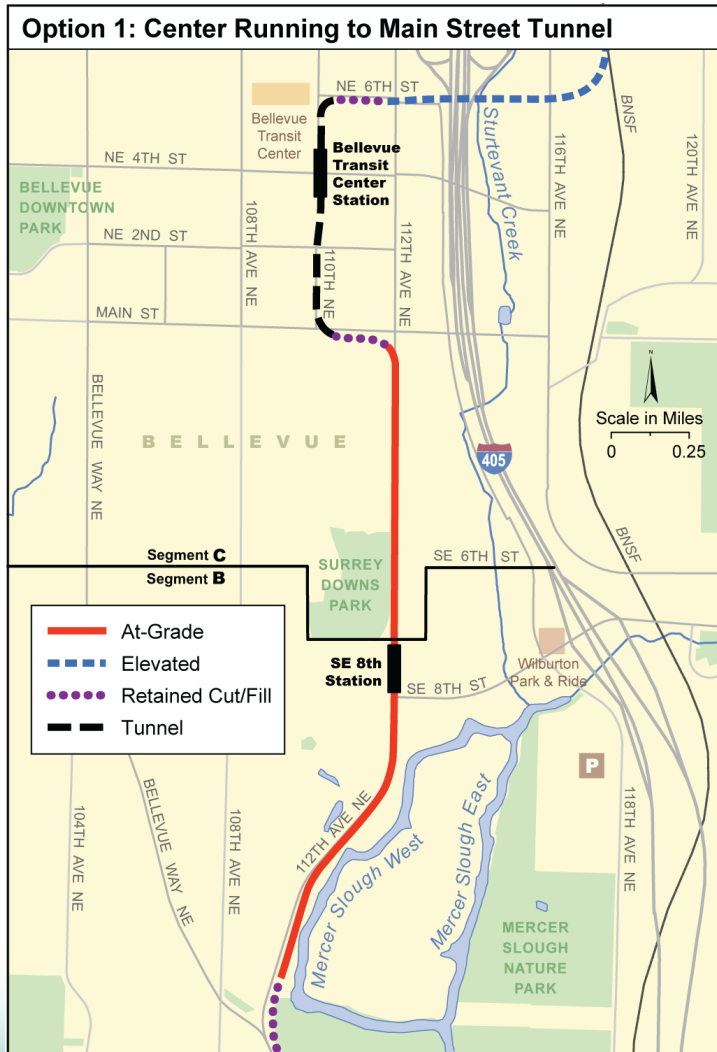 Option 1: Center Running to Main Street Tunnel
NE 6TH ST
BNSF
Bellevue
Transit
Center
Sturtevant Creek
116TH AVE NE
120TH AVE NE
Bellevue
Transit
Center
Station
NE 4TH ST
BELLEVUE
DOWNTOWN
PARK
108TH AVE NE
110TH NE
112TH AVE NE
NE 2ND ST
MAIN ST
N
Scale in Miles
0 0.25
BELLEVUE WAY NE
BELLEVUE
405
BNSF
Segment C
Segment B
SURREY
DOWNS
PARK
SE 6TH ST
At-Grade
Elevated
Retained Cut/Fill
Tunnel
SE 8th
Station
SE 8TH ST
Wilburton
Park & Ride
P
104TH AVE NE
BELLEVUE WAY NE
108TH AVE NE
112TH AVE NE
Mercer Slough West
Mercer Slough East
118TH AVE NE
MERCER
SLOUGH
NATURE
PARK